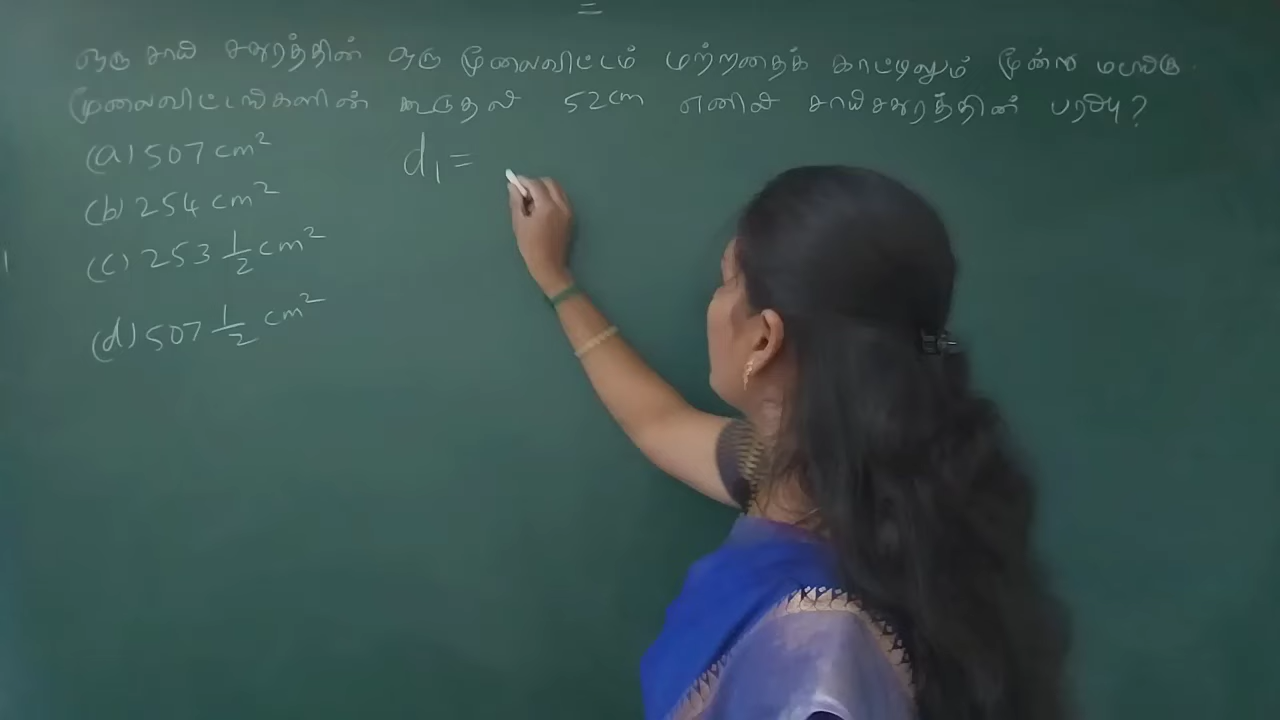 ஒரு சாய் சதுரத்தின் ஒரு மூலைவிட்டம் மற்றதைக் காட்டிலும் மூன்று மடங்கு.
மூலைவிட்டங்களின் கூடுதல் 52cm எனில் சாய்சதுரத்தின் பரப்பு?
(a) 507 cm²
d₁ =
(b) 254 cm²
(c) 253 1/2 cm²
(d) 507 1/2 cm²